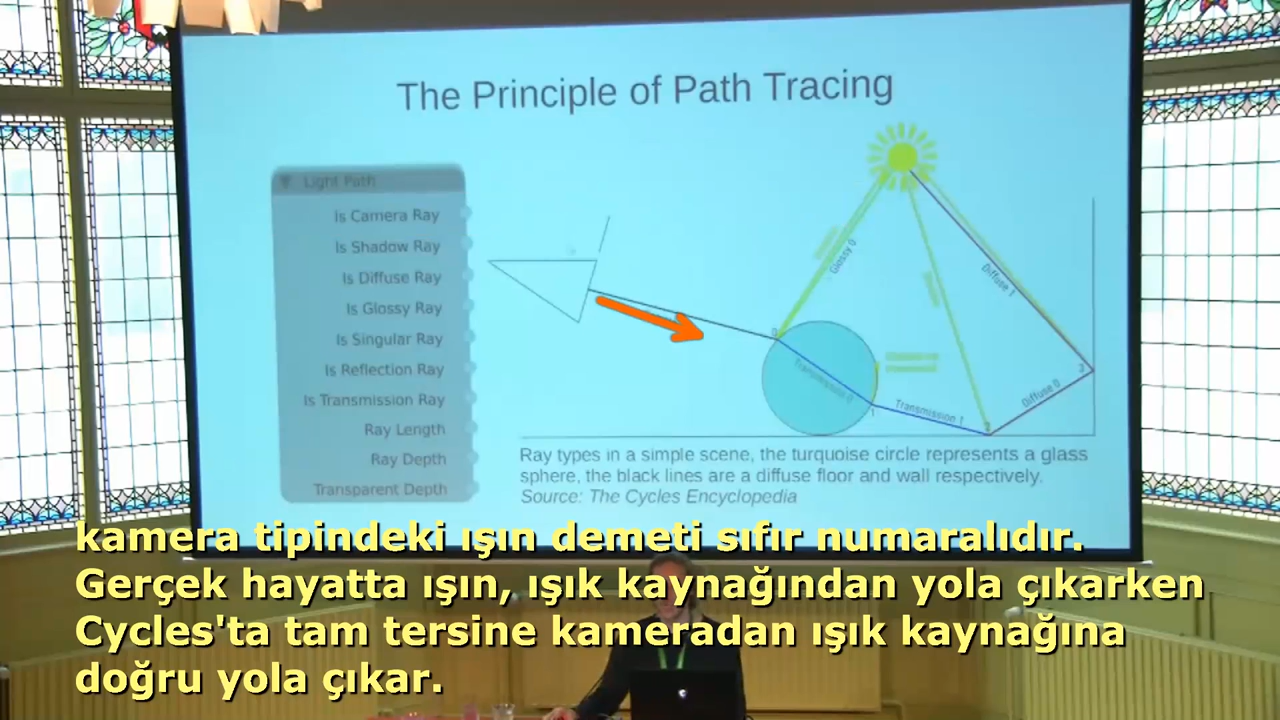 The Principle of Path Tracing
Light Path
Is Camera Ray
Is Shadow Ray
Is Diffuse Ray
Is Glossy Ray
Is Singular Ray
Is Reflection Ray
Is Transmission Ray
Ray Length
Ray Depth
Transparent Depth
Glossy 0
Diffuse 1
0
Transmission 0
1
Transmission 1
2
Diffuse 0
3
Ray types in a simple scene, the turquoise circle represents a glass
sphere, the black lines are a diffuse floor and wall respectively.
Source: The Cycles Encyclopedia
kamera tipindeki ışın demeti sıfır numaralıdır.
Gerçek hayatta ışın, ışık kaynağından yola çıkarken
Cycles'ta tam tersine kameradan ışık kaynağına
doğru yola çıkar.